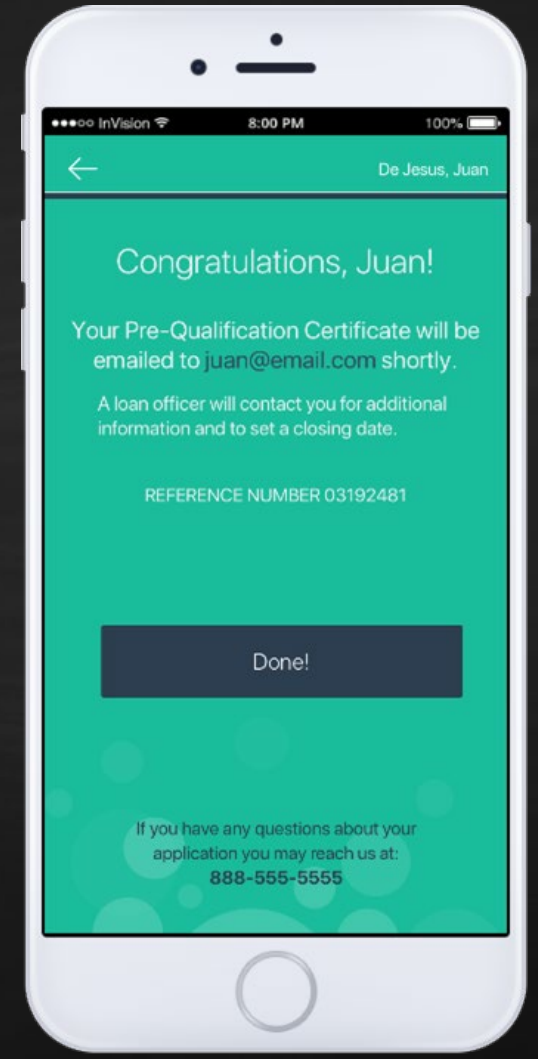 InVision 8:00 PM 100%
De Jesus, Juan
Congratulations, Juan!
Your Pre-Qualification Certificate will be
emailed to juan@email.com shortly.
A loan officer will contact you for additional
information and to set a closing date.
REFERENCE NUMBER 03192481
Done!
If you have any questions about your
application you may reach us at:
888-555-5555